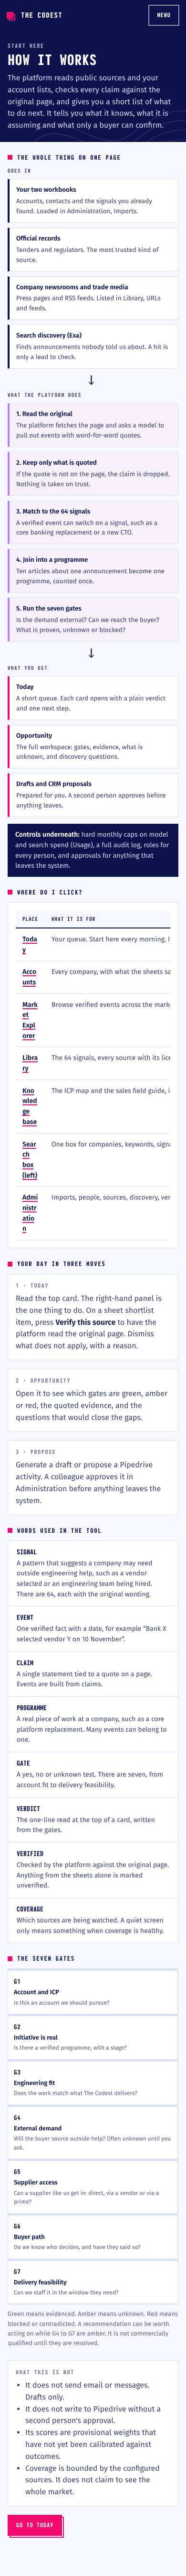 THE CODEST
MENU
START HERE
HOW IT WORKS
The platform reads public sources and your
account lists, checks every claim against the
original page, and gives you a short list of what
to do next. It tells you what it knows, what it is
assuming and what only a buyer can confirm.
THE WHOLE THING ON ONE PAGE
GOES IN
Your two workbooks
Accounts, contacts and the signals you already
found. Loaded in Administration, Imports.
Official records
Tenders and regulators. The most trusted kind of
source.
Company newsrooms and trade media
Press pages and RSS feeds. Listed in Library, URLs
and feeds.
Search discovery (Exa)
Finds announcements nobody told us about. A hit is
only a lead to check.
↓
WHAT THE PLATFORM DOES
1. Read the original
The platform fetches the page and asks a model to
pull out events with word-for-word quotes.
2. Keep only what is quoted
If the quote is not on the page, the claim is dropped.
Nothing is taken on trust.
3. Match to the 64 signals
A verified event can switch on a signal, such as a
core banking replacement or a new CTO.
4. Join into a programme
Ten articles about one announcement become one
programme, counted once.
5. Run the seven gates
Is the demand external? Can we reach the buyer?
What is proven, unknown or blocked?
↓
WHAT YOU GET
Today
A short queue. Each card opens with a plain verdict
and one next step.
Opportunity
The full workspace: gates, evidence, what is
unknown, and discovery questions.
Drafts and CRM proposals
Prepared for you. A second person approves before
anything leaves.
Controls underneath: hard monthly caps on model
and search spend (Usage), a full audit log, roles for
every person, and approvals for anything that
leaves the system.
WHERE DO I CLICK?
PLACE WHAT IT IS FOR
Toda
y
Your queue. Start here every morning. I
Acco
unts
Every company, with what the sheets sa
Mark
et
Expl
orer
Browse verified events across the mark
Libra
ry
The 64 signals, every source with its lice
Kno
wled
ge
base
The ICP map and the sales field guide, i
Sear
ch
box
(left)
One box for companies, keywords, signa
Admi
nistr
atio
n
Imports, people, sources, discovery, ver
YOUR DAY IN THREE MOVES
1 · TODAY
Read the top card. The right-hand panel is
the one thing to do. On a sheet shortlist
item, press Verify this source to have the
platform read the original page. Dismiss
what does not apply, with a reason.
2 · OPPORTUNITY
Open it to see which gates are green, amber
or red, the quoted evidence, and the
questions that would close the gaps.
3 · PROPOSE
Generate a draft or propose a Pipedrive
activity. A colleague approves it in
Administration before anything leaves the
system.
WORDS USED IN THE TOOL
SIGNAL
A pattern that suggests a company may need
outside engineering help, such as a vendor
selected or an engineering team being hired.
There are 64, each with the original wording.
EVENT
One verified fact with a date, for example “Bank X
selected vendor Y on 10 November”.
CLAIM
A single statement tied to a quote on a page.
Events are built from claims.
PROGRAMME
A real piece of work at a company, such as a core
platform replacement. Many events can belong to
one.
GATE
A yes, no or unknown test. There are seven, from
account fit to delivery feasibility.
VERDICT
The one-line read at the top of a card, written
from the gates.
VERIFIED
Checked by the platform against the original page.
Anything from the sheets alone is marked
unverified.
COVERAGE
Which sources are being watched. A quiet screen
only means something when coverage is healthy.
THE SEVEN GATES
G1
Account and ICP
Is this an account we should pursue?
G2
Initiative is real
Is there a verified programme, with a stage?
G3
Engineering fit
Does the work match what The Codest delivers?
G4
External demand
Will the buyer source outside help? Often unknown until you
ask.
G5
Supplier access
Can a supplier like us get in: direct, via a vendor or via a
prime?
G6
Buyer path
Do we know who decides, and have they said so?
G7
Delivery feasibility
Can we staff it in the window they need?
Green means evidenced. Amber means unknown. Red means
blocked or contradicted. A recommendation can be worth
acting on while G4 to G7 are amber. It is not commercially
qualified until they are resolved.
WHAT THIS IS NOT
• It does not send email or messages.
Drafts only.
• It does not write to Pipedrive without a
second person's approval.
• Its scores are provisional weights that
have not yet been calibrated against
outcomes.
• Coverage is bounded by the configured
sources. It does not claim to see the
whole market.
GO TO TODAY